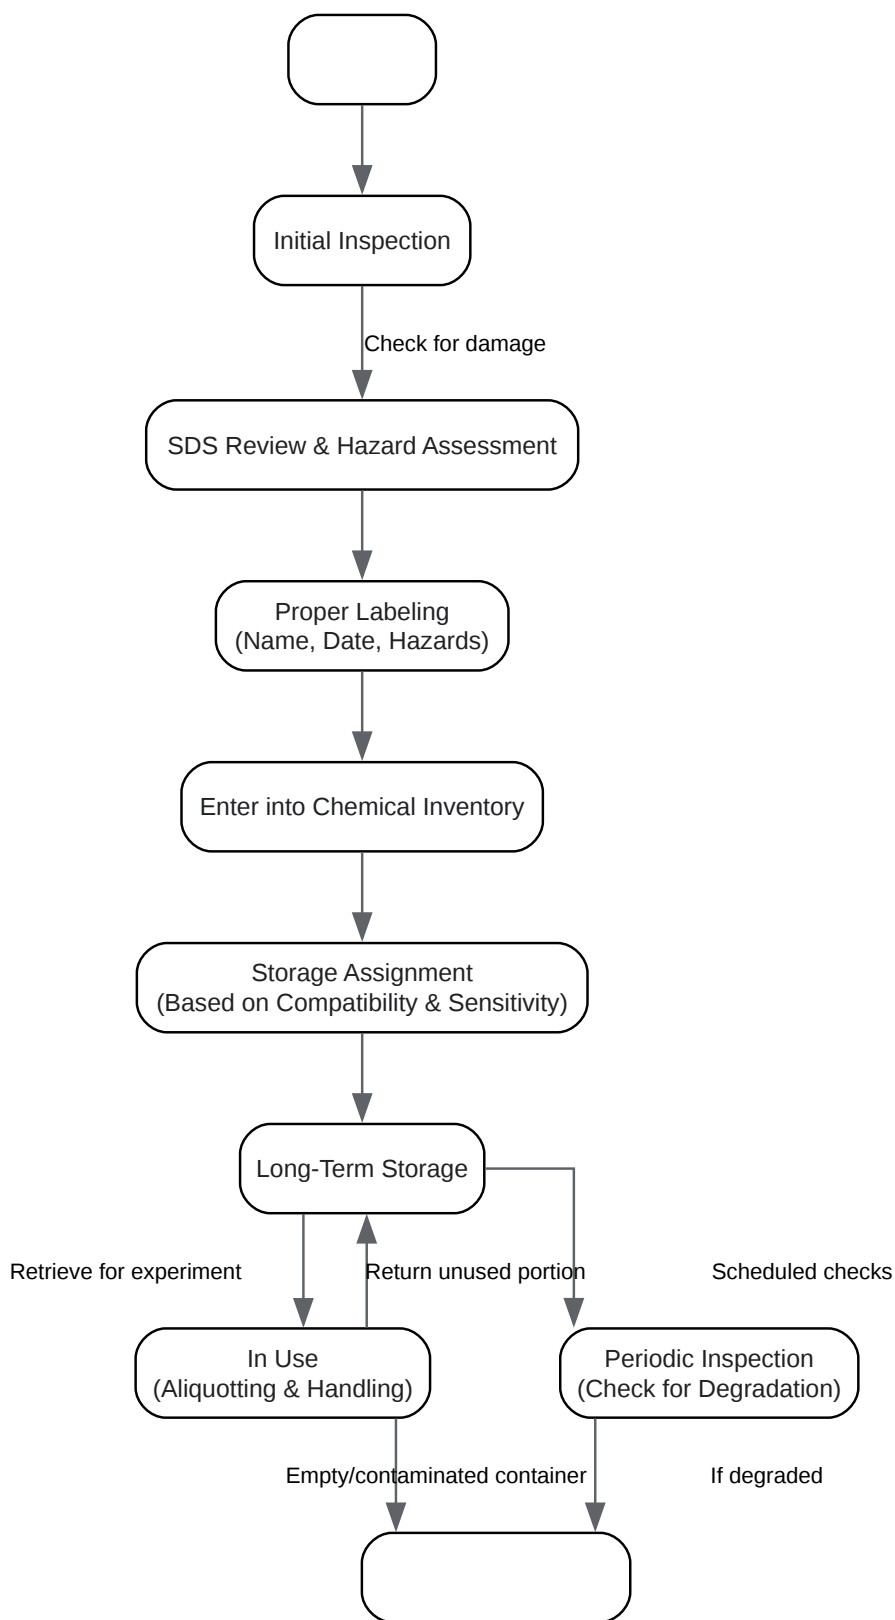 Initial Inspection
Check for damage
SDS Review & Hazard Assessment
Proper Labeling
(Name, Date, Hazards)
Enter into Chemical Inventory
Storage Assignment
(Based on Compatibility & Sensitivity)
Long-Term Storage
Retrieve for experiment
Return unused portion
Scheduled checks
In Use
(Aliquotting & Handling)
Periodic Inspection
(Check for Degradation)
Empty/contaminated container
If degraded